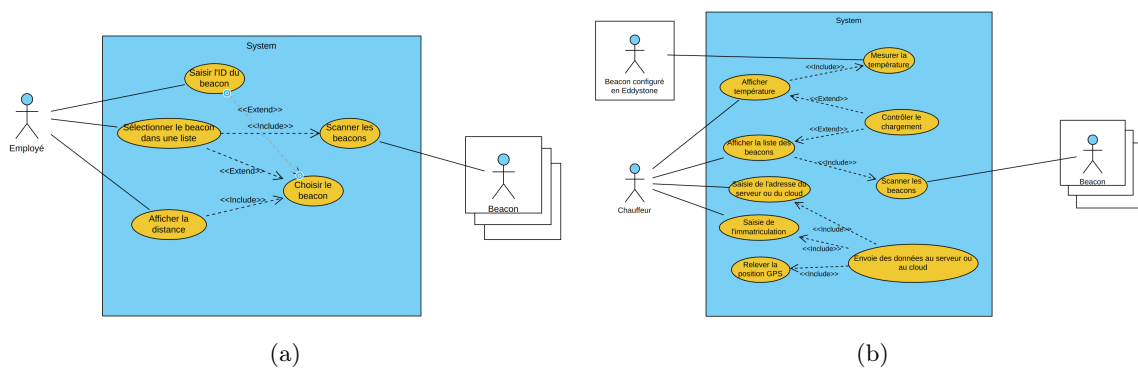 System
Saisir l'ID du
beacon
<<Extend>>
Employé
Sélectionner le beacon
dans une liste
<<Include>>
Scanner les
beacons
<<Extend>>
Choisir le
beacon
<<Include>>
Afficher la
distance
Beacon
(a)
System
Beacon configuré
en Eddystone
Mesurer la
température
<<Include>>
Afficher
température
<<Extend>>
Contrôler le
chargement
<<Extend>>
Afficher la liste des
beacons
<<Include>>
Scanner les
beacons
Beacon
Chauffeur
Saisie de l'adresse du
serveur ou du cloud
Saisie de
l'immatriculation
<<Include>>
<<Include>>
Envoie des données au serveur ou
au cloud
Relever la
position GPS
<<Include>>
(b)